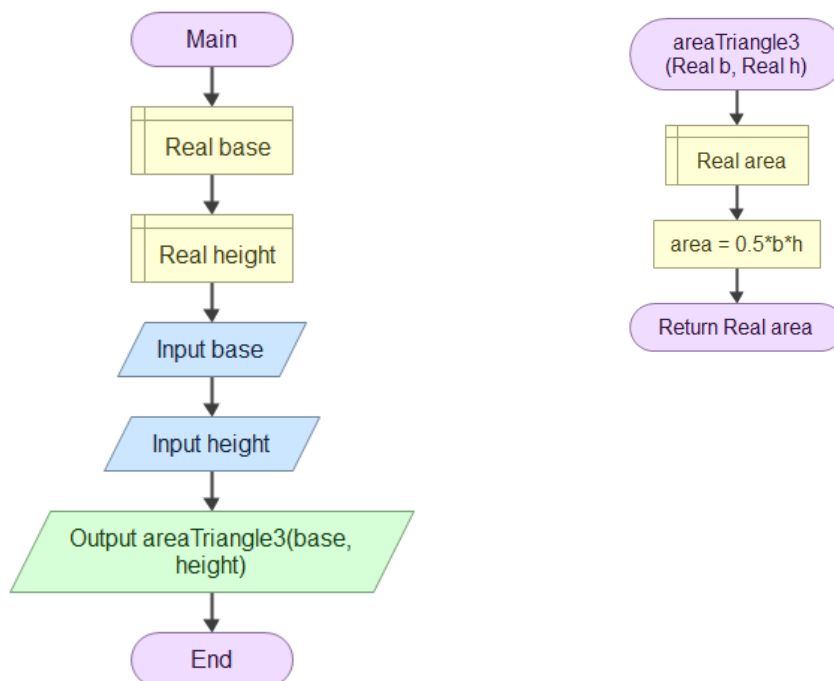 Main
Real base
Real height
Input base
Input height
Output areaTriangle3(base,
height)
End
areaTriangle3
(Real b, Real h)
Real area
area = 0.5*b*h
Return Real area